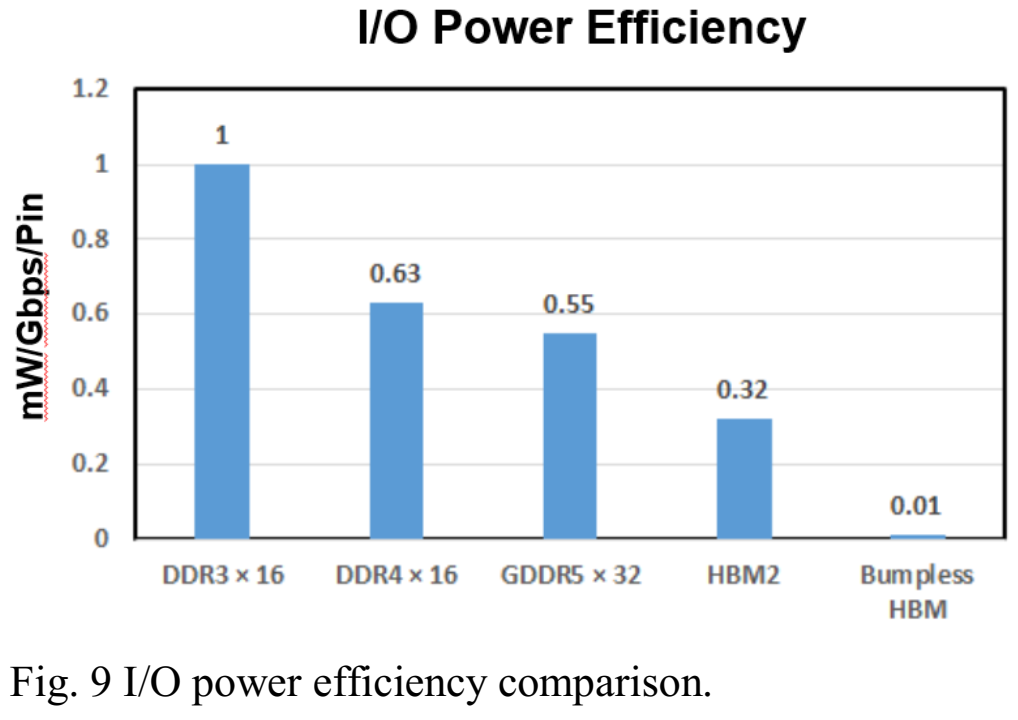 I/O Power Efficiency
1.2
1
0.8
0.6
0.4
0.2
0
mW/Gbps/Pin
1
0.63
0.55
0.32
0.01
DDR3 × 16
DDR4 × 16
GDDR5 × 32
HBM2
Bumpless
HBM
Fig. 9 I/O power efficiency comparison.